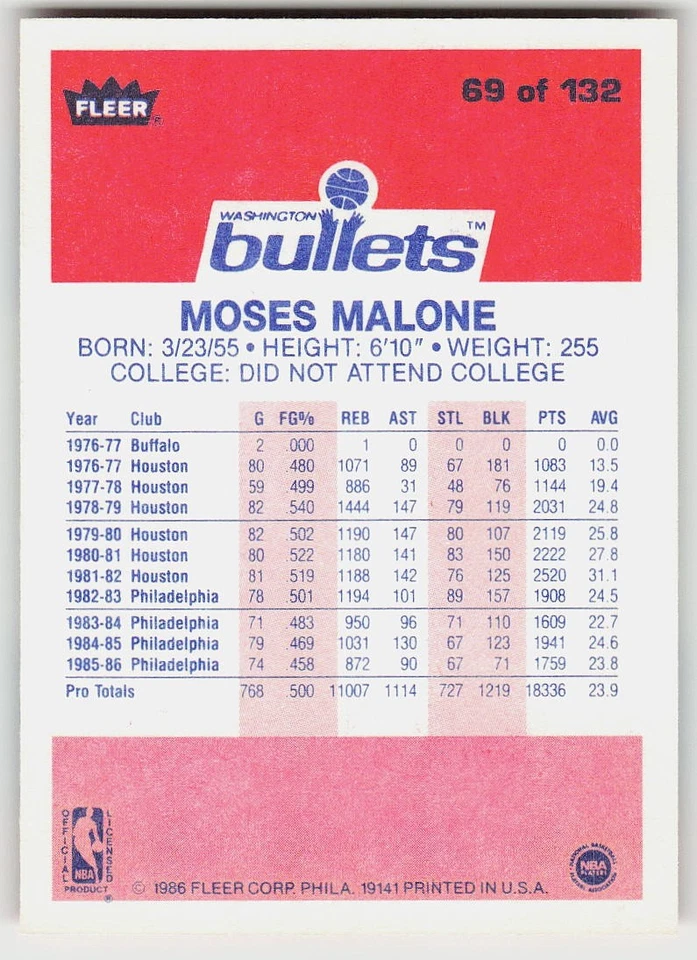 FLEER®
69 of 132
WASHINGTON
bullets™
MOSES MALONE
BORN: 3/23/55 • HEIGHT: 6'10" • WEIGHT: 255
COLLEGE: DID NOT ATTEND COLLEGE
Year Club G FG% REB AST STL BLK PTS AVG
1976-77 Buffalo 2 .000 1 0 0 0 0 0.0
1976-77 Houston 80 .480 1071 89 67 181 1083 13.5
1977-78 Houston 59 .499 886 31 48 76 1144 19.4
1978-79 Houston 82 .540 1444 147 79 119 2031 24.8
1979-80 Houston 82 .502 1190 147 80 107 2119 25.8
1980-81 Houston 80 .522 1180 141 83 150 2222 27.8
1981-82 Houston 81 .519 1188 142 76 125 2520 31.1
1982-83 Philadelphia 78 .501 1194 101 89 157 1908 24.5
1983-84 Philadelphia 71 .483 950 96 71 110 1609 22.7
1984-85 Philadelphia 79 .469 1031 130 67 123 1941 24.6
1985-86 Philadelphia 74 .458 872 90 67 71 1759 23.8
Pro Totals 768 .500 11007 1114 727 1219 18336 23.9
OFFICIAL
LICENSED
NBA
PRODUCT®
NATIONAL BASKETBALL
NBA
PLAYERS
PLAYERS ASSOCIATION
© 1986 FLEER CORP. PHILA. 19141 PRINTED IN U.S.A.